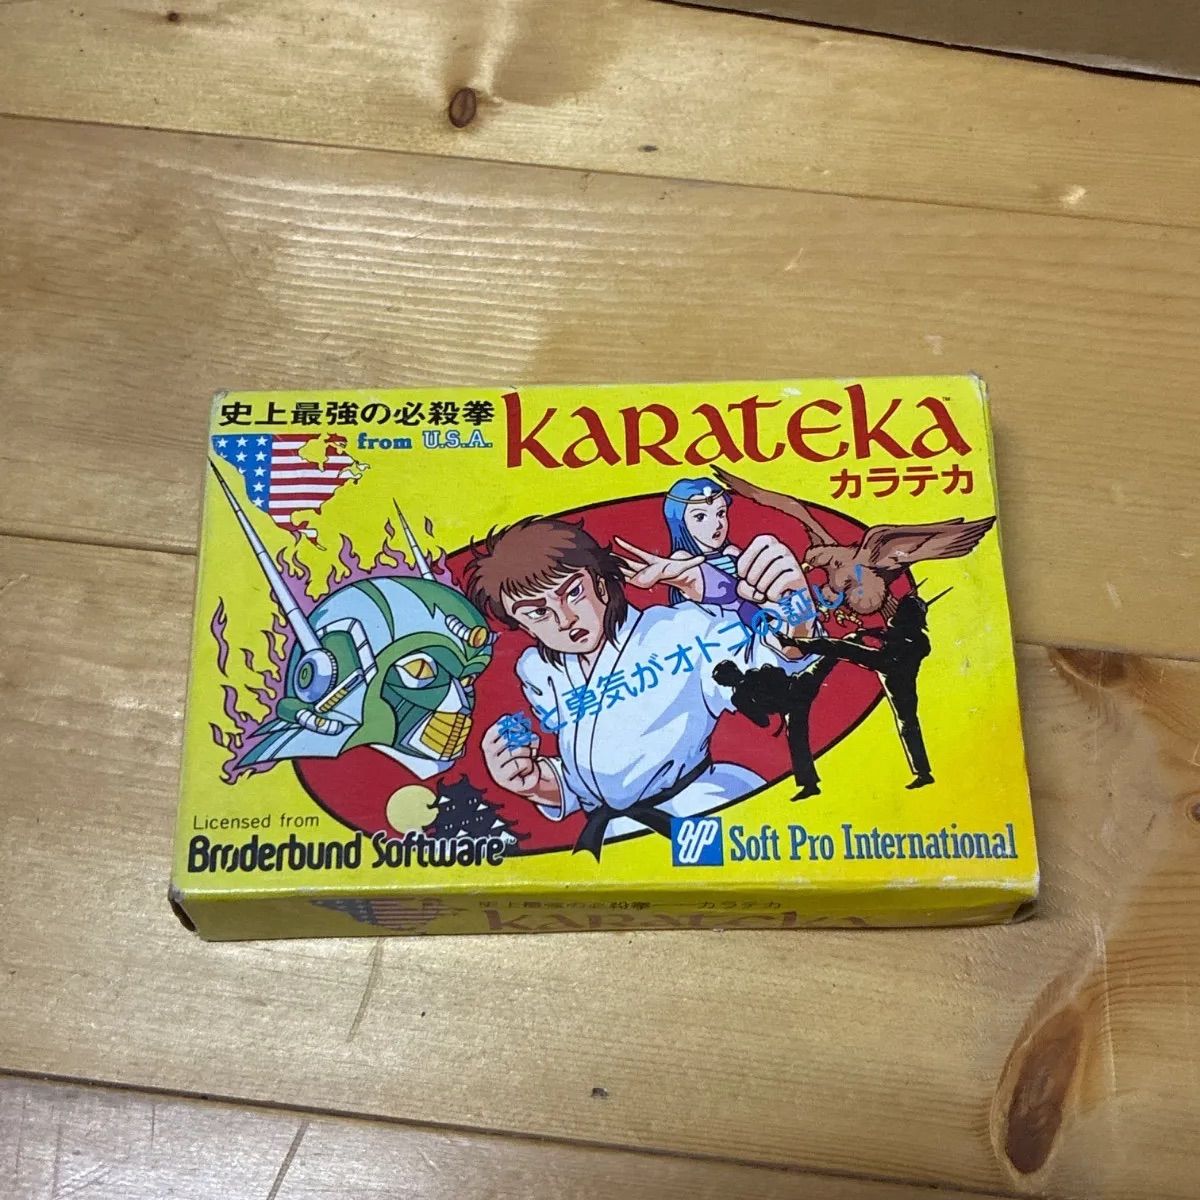 史上最強の必殺拳
from U.S.A.
KARATEKA™
カラテカ
愛と勇気がオトコの証し!
Licensed from
Brøderbund Software™
Soft Pro International
史上最強の必殺拳——カラテカ
KARATEKA